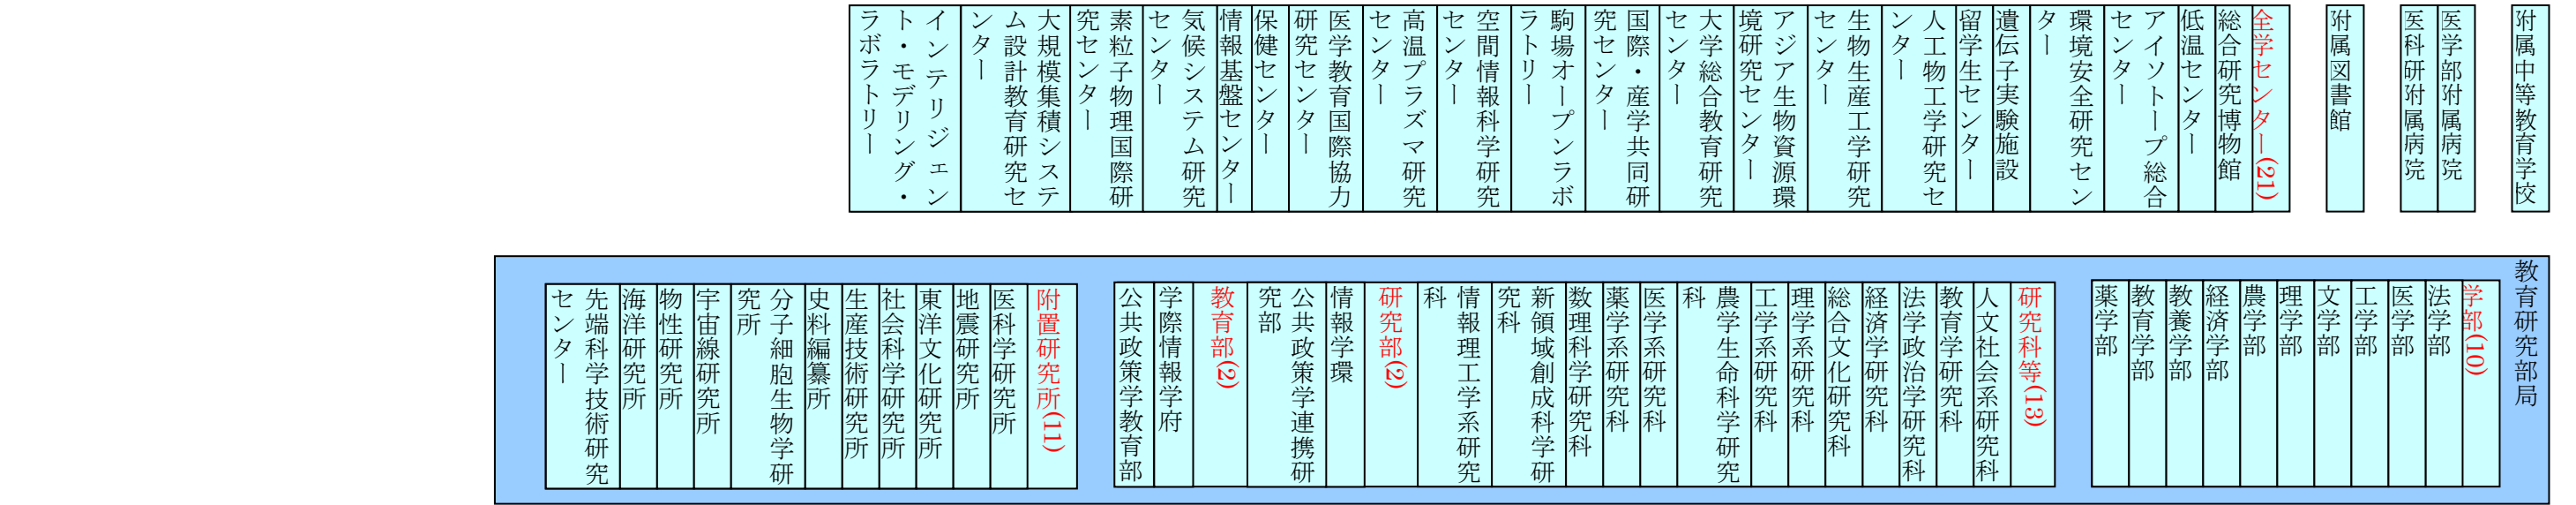 附属中等教育学校
医学部附属病院
医科研附属病院
附属図書館
全学センター(21)
総合研究博物館
低温センター
アイソトープ総合
センター
環境安全研究セン
ター
遺伝子実験施設
留学生センター
人工物工学研究セ
ンター
生物生産工学研究
センター
アジア生物資源環
境研究センター
大学総合教育研究
センター
国際・産学共同研
究センター
駒場オープンラボ
ラトリー
空間情報科学研究
センター
高温プラズマ研究
センター
医学教育国際協力
研究センター
保健センター
情報基盤センター
気候システム研究
センター
素粒子物理国際研
究センター
大規模集積システ
ム設計教育研究セ
ンター
インテリジェン
ト・モデリング・
ラボラトリー
教育研究部局
学部(10)
法学部
医学部
工学部
文学部
理学部
農学部
経済学部
教養学部
教育学部
薬学部
研究科等(13)
人文社会系研究科
教育学研究科
法学政治学研究科
経済学研究科
総合文化研究科
理学系研究科
工学系研究科
農学生命科学研究
科
医学系研究科
薬学系研究科
数理科学研究科
新領域創成科学研
究科
情報理工学系研究
科
研究部(2)
情報学環
公共政策学連携研
究部
教育部(2)
学際情報学府
公共政策学教育部
附置研究所(11)
医科学研究所
地震研究所
東洋文化研究所
社会科学研究所
生産技術研究所
史料編纂所
分子細胞生物学研
究所
宇宙線研究所
物性研究所
海洋研究所
先端科学技術研究
センター